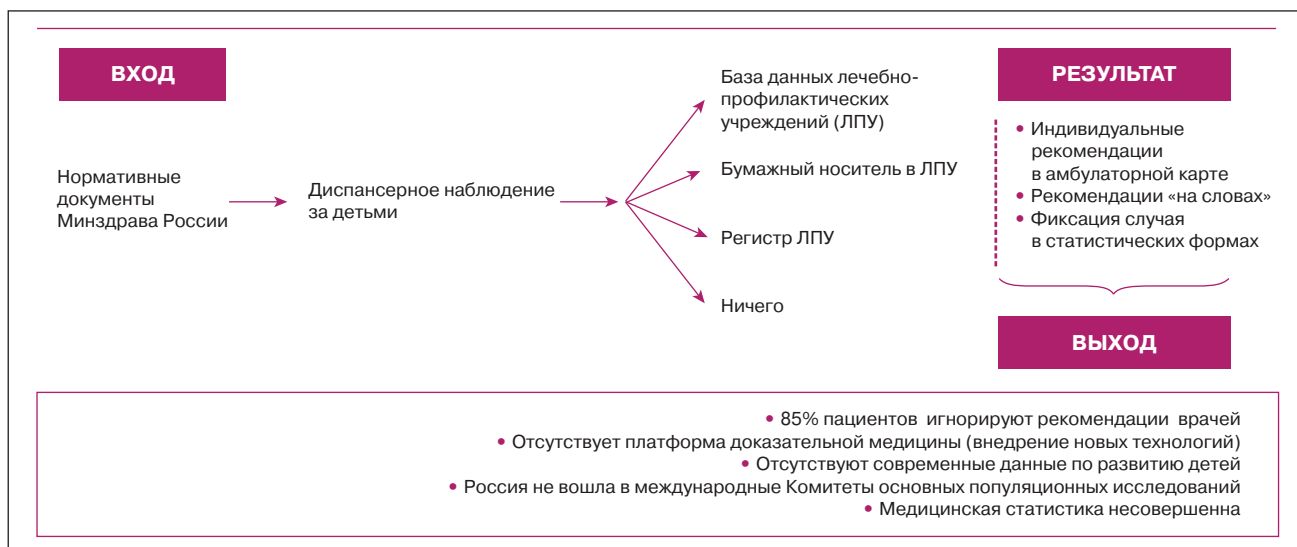 ВХОД
Нормативные
документы
Минздрава России
Диспансерное наблюдение
за детьми
База данных лечебно-
профилактических
учреждений (ЛПУ)
Бумажный носитель в ЛПУ
Регистр ЛПУ
Ничего
РЕЗУЛЬТАТ
• Индивидуальные
рекомендации
в амбулаторной карте
• Рекомендации «на словах»
• Фиксация случая
в статистических формах
ВЫХОД
• 85% пациентов игнорируют рекомендации врачей
• Отсутствует платформа доказательной медицины (внедрение новых технологий)
• Отсутствуют современные данные по развитию детей
• Россия не вошла в международные Комитеты основных популяционных исследований
• Медицинская статистика несовершенна